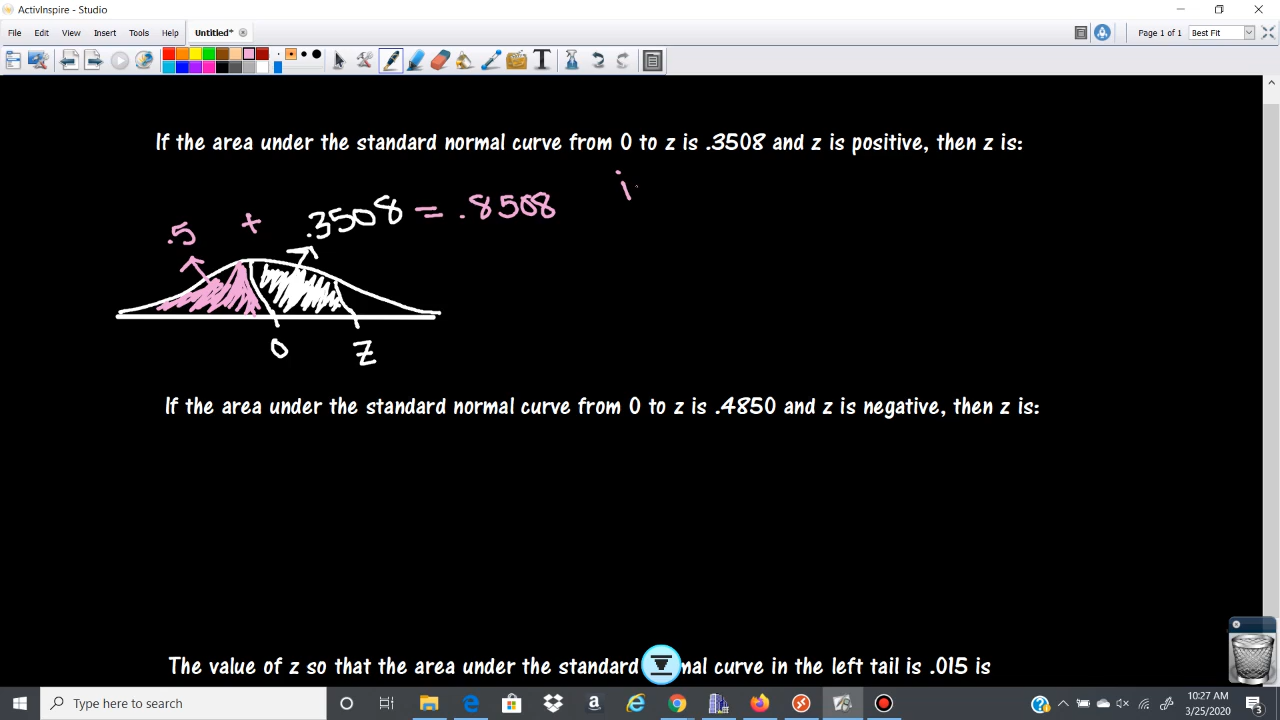 ActivInspire - Studio
File Edit View Insert Tools Help Untitled* Page 1 of 1 Best Fit
If the area under the standard normal curve from 0 to z is .3508 and z is positive, then z is:
.5 + .3508 = .8508 i
0 z
If the area under the standard normal curve from 0 to z is .4850 and z is negative, then z is:
The value of z so that the area under the standard mal curve in the left tail is .015 is
Type here to search
10:27 AM
3/25/2020
3